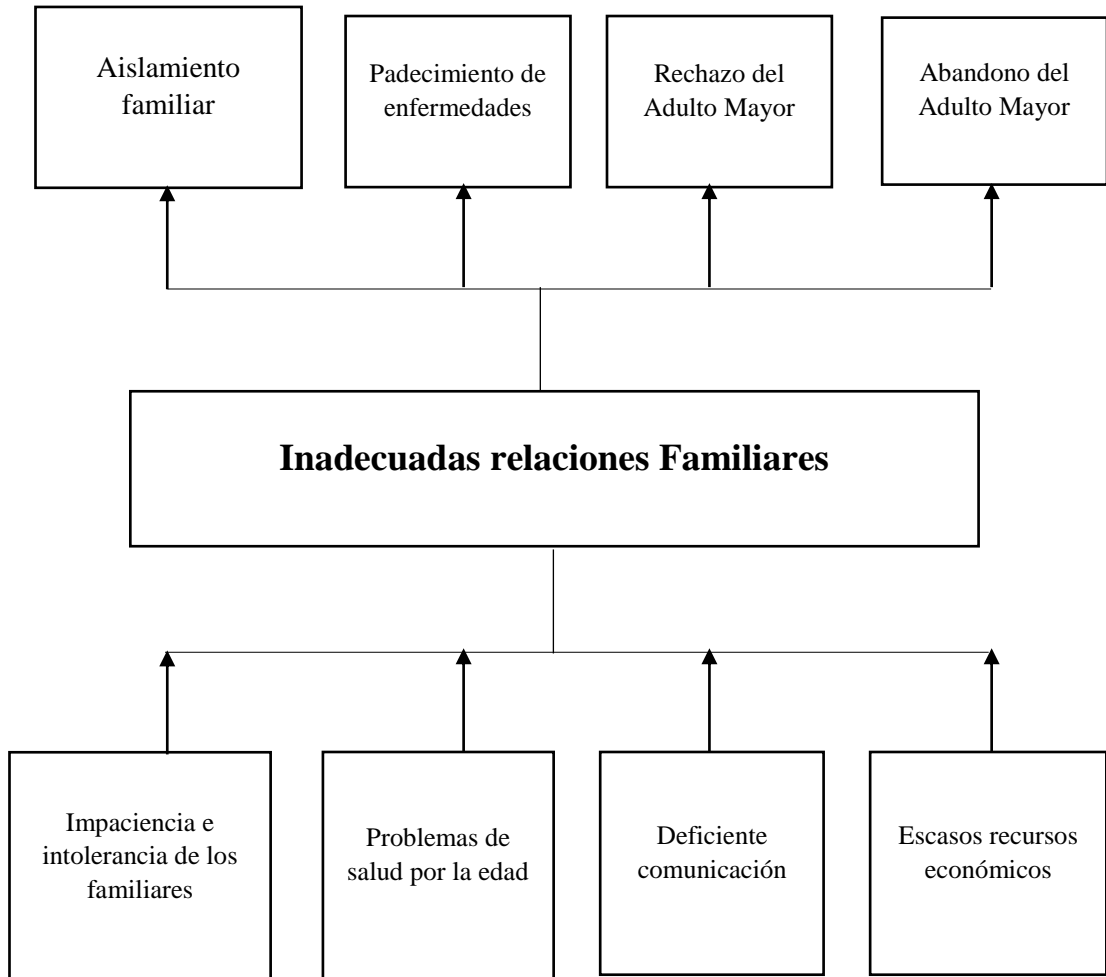 Aislamiento
familiar
Padecimiento de
enfermedades
Rechazo del
Adulto Mayor
Abandono del
Adulto Mayor
Inadecuadas relaciones Familiares
Impaciencia e
intolerancia de los
familiares
Problemas de
salud por la edad
Deficiente
comunicación
Escasos recursos
económicos